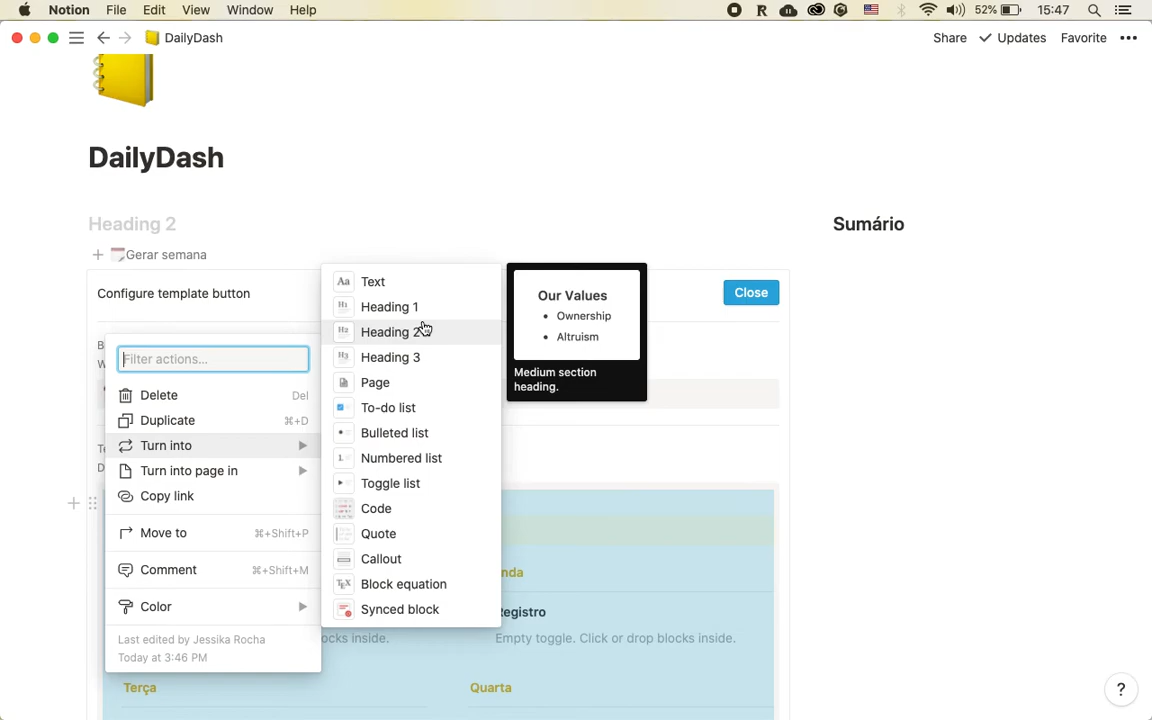 Notion File Edit View Window Help
52% 15:47
DailyDash
Share Updates Favorite
DailyDash
Heading 2
Sumário
Gerar semana
Configure template button
Close
Filter actions...
Delete Del
Duplicate ⌘+D
Turn into
Turn into page in
Copy link
Move to ⌘+Shift+P
Comment ⌘+Shift+M
Color
Last edited by Jessika Rocha
Today at 3:46 PM
Text
Heading 1
Heading 2
Heading 3
Page
To-do list
Bulleted list
Numbered list
Toggle list
Code
Quote
Callout
Block equation
Synced block
Our Values
• Ownership
• Altruism
Medium section
heading.
nda
Registro
ocks inside.
Empty toggle. Click or drop blocks inside.
Terça
Quarta
?